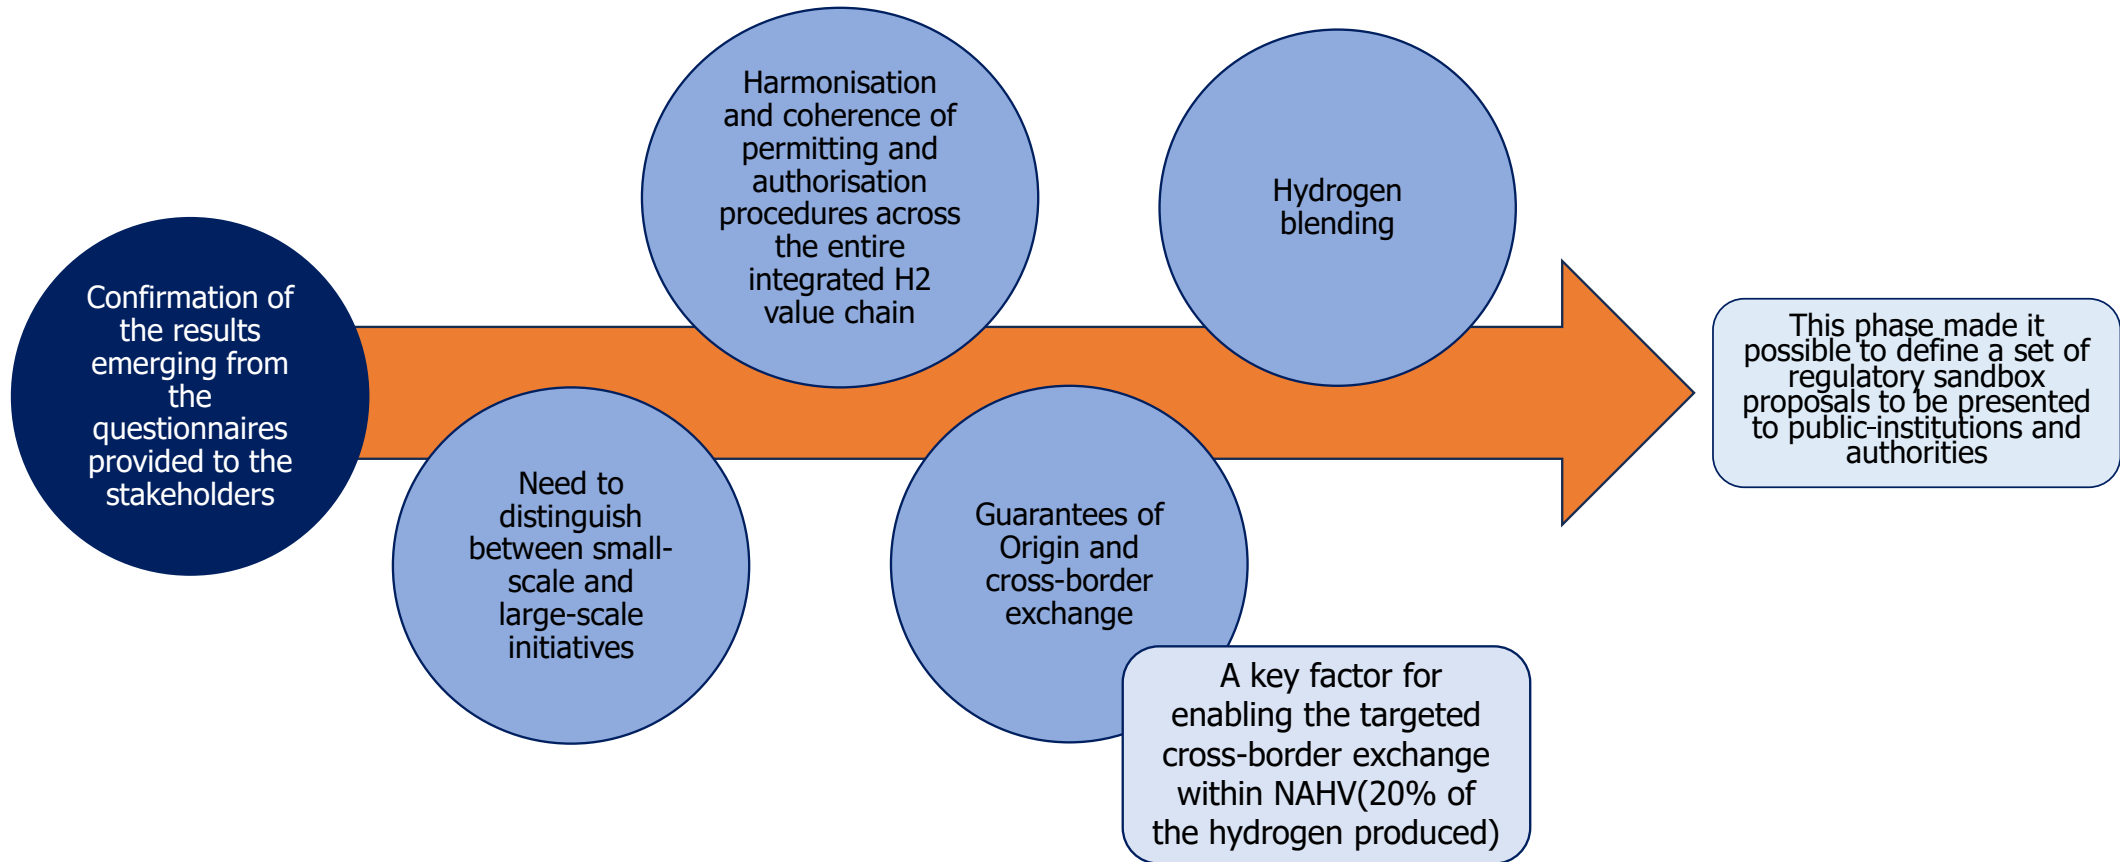 Confirmation of
the results
emerging from
the
questionnaires
provided to the
stakeholders
Need to
distinguish
between small-
scale and
large-scale
initiatives
Harmonisation
and coherence of
permitting and
authorisation
procedures across
the entire
integrated H2
value chain
Guarantees of
Origin and
cross-border
exchange
A key factor for
enabling the targeted
cross-border exchange
within NAHV(20% of
the hydrogen produced)
Hydrogen
blending
This phase made it
possible to define a set of
regulatory sandbox
proposals to be presented
to public-institutions and
authorities